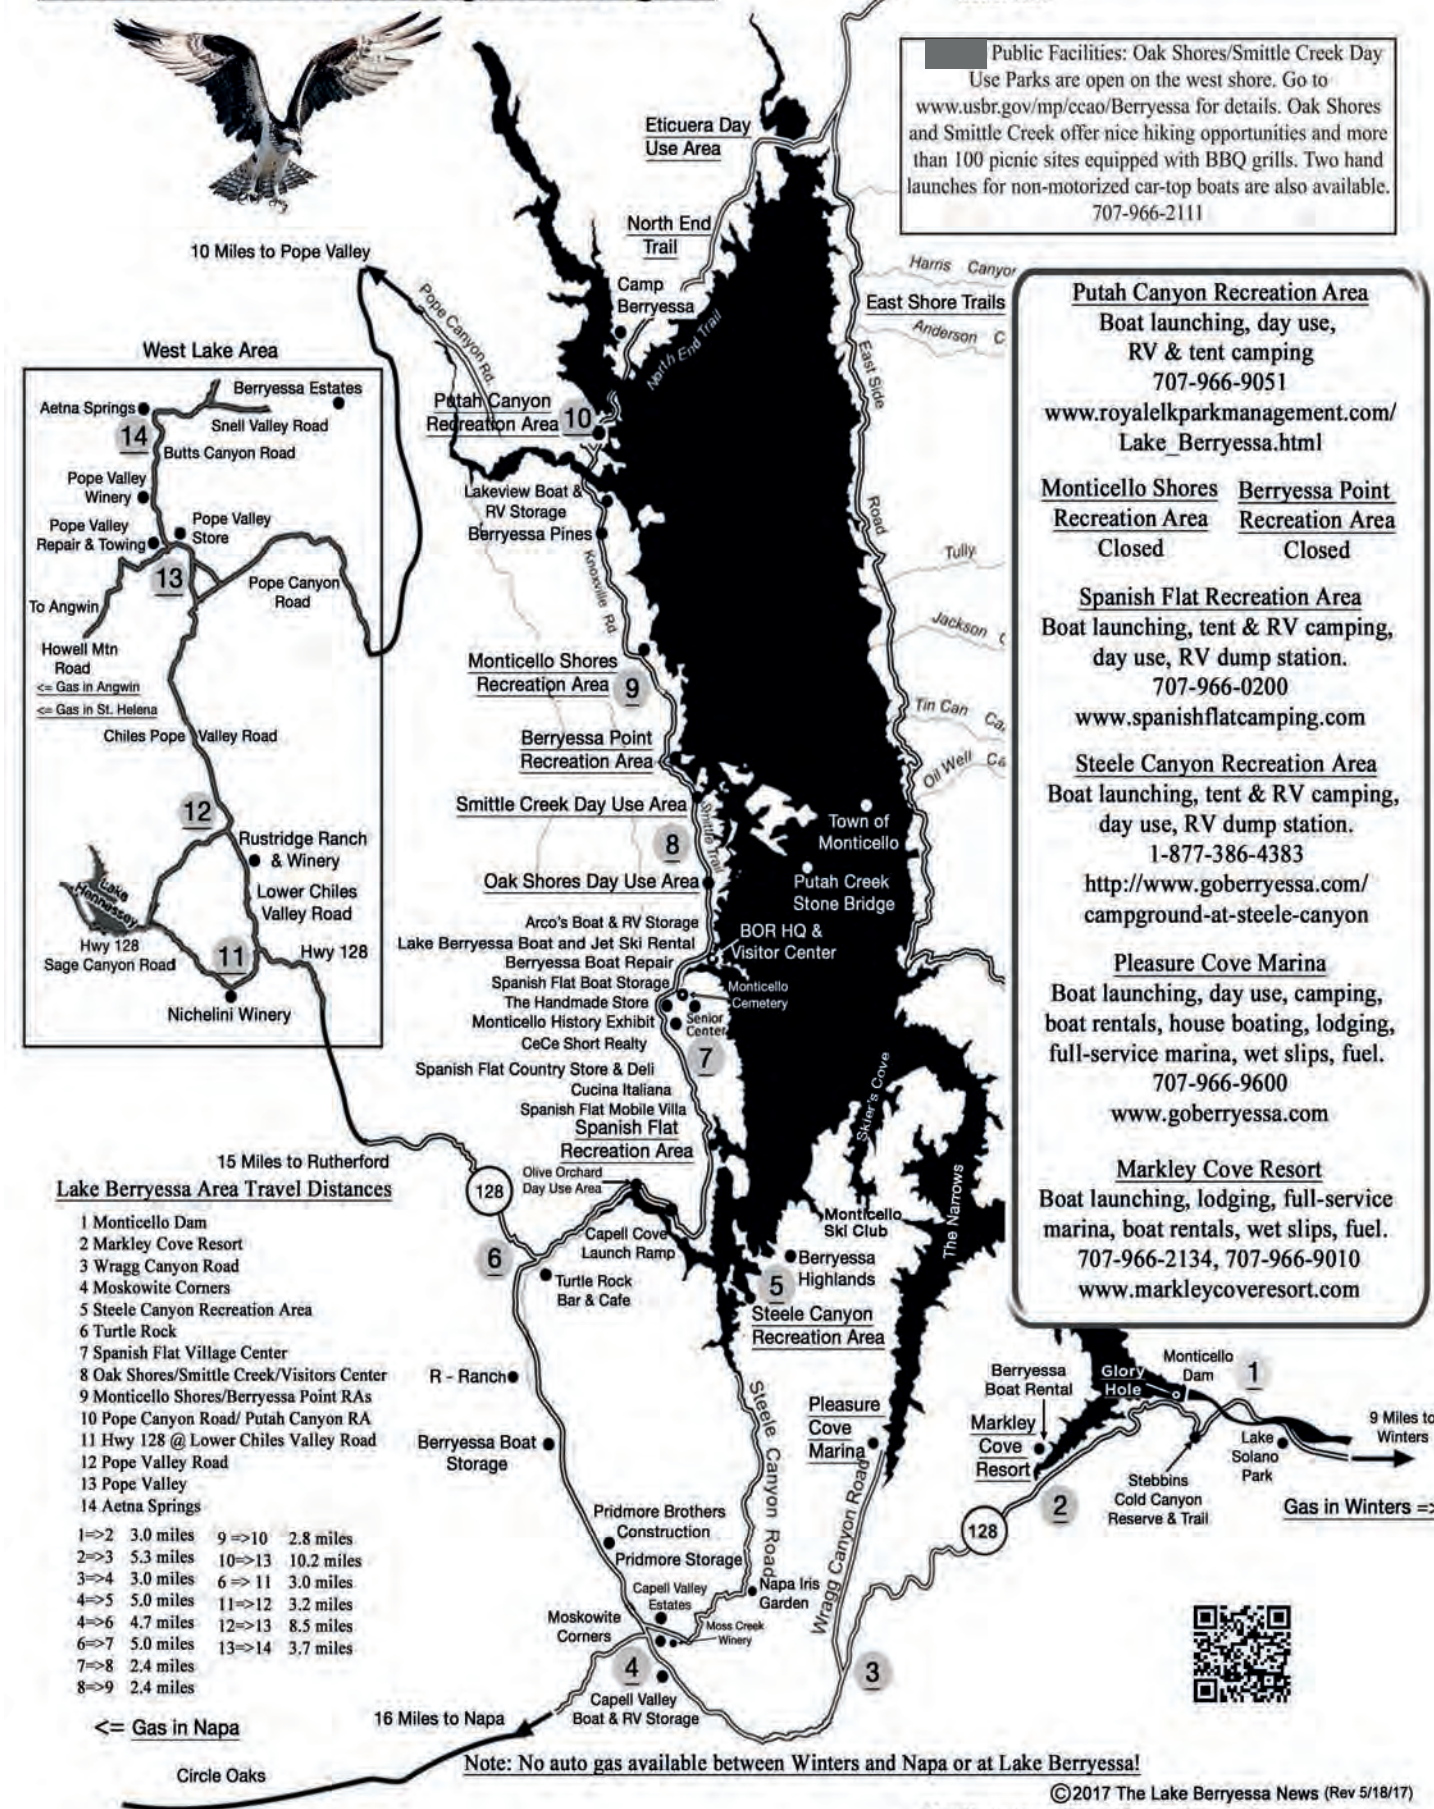 Public Facilities: Oak Shores/Smittle Creek Day
Use Parks are open on the west shore. Go to
www.usbr.gov/mp/ccao/Berryessa for details. Oak Shores
and Smittle Creek offer nice hiking opportunities and more
than 100 picnic sites equipped with BBQ grills. Two hand
launches for non-motorized car-top boats are also available.
707-966-2111
Eticuera Day
Use Area
North End
Trail
Camp
Berryessa
North End Trail
10 Miles to Pope Valley
Pope Canyon Rd.
Harris Canyor
East Shore Trails
Anderson C
East Side
Road
Tully
Jackson
Tin Can Ca
Oil Well Ca
West Lake Area
Berryessa Estates
Aetna Springs
Snell Valley Road
14
Butts Canyon Road
Pope Valley
Winery
Pope Valley
Repair & Towing
Pope Valley
Store
13
Pope Canyon
Road
To Angwin
Howell Mtn
Road
<= Gas in Angwin
<= Gas in St. Helena
Chiles Pope Valley Road
12
Rustridge Ranch
& Winery
Lake
Hennessey
Lower Chiles
Valley Road
Hwy 128
Sage Canyon Road
11
Hwy 128
Nichelini Winery
Putah Canyon
Recreation Area
10
Lakeview Boat &
RV Storage
Berryessa Pines
Knoxville Rd.
Monticello Shores
Recreation Area
9
Berryessa Point
Recreation Area
Smittle Creek Day Use Area
Smittle Trail
8
Oak Shores Day Use Area
Town of
Monticello
Putah Creek
Stone Bridge
Arco's Boat & RV Storage
Lake Berryessa Boat and Jet Ski Rental
Berryessa Boat Repair
BOR HQ &
Visitor Center
Spanish Flat Boat Storage
The Handmade Store
Monticello
Cemetery
Monticello History Exhibit
Senior
Center
CeCe Short Realty
7
Spanish Flat Country Store & Deli
Cucina Italiana
Spanish Flat Mobile Villa
Spanish Flat
Recreation Area
Skier's Cove
The Narrows
Olive Orchard
Day Use Area
15 Miles to Rutherford
128
6
Capell Cove
Launch Ramp
Turtle Rock
Bar & Cafe
Monticello
Ski Club
Berryessa
Highlands
5
Steele Canyon
Recreation Area
R - Ranch
Berryessa Boat
Storage
Steele Canyon Road
Pleasure
Cove
Marina
Wragg Canyon Road
Pridmore Brothers
Construction
Pridmore Storage
Capell Valley
Estates
Napa Iris
Garden
Moskowite
Corners
Moss Creek
Winery
4
Capell Valley
Boat & RV Storage
3
16 Miles to Napa
Circle Oaks
Berryessa
Boat Rental
Glory
Hole
Monticello
Dam
1
Markley
Cove
Resort
2
128
Stebbins
Cold Canyon
Reserve & Trail
Lake
Solano
Park
9 Miles to
Winters
Gas in Winters =>
Putah Canyon Recreation Area
Boat launching, day use,
RV & tent camping
707-966-9051
www.royalelkparkmanagement.com/
Lake_Berryessa.html
Monticello Shores
Recreation Area
Closed
Berryessa Point
Recreation Area
Closed
Spanish Flat Recreation Area
Boat launching, tent & RV camping,
day use, RV dump station.
707-966-0200
www.spanishflatcamping.com
Steele Canyon Recreation Area
Boat launching, tent & RV camping,
day use, RV dump station.
1-877-386-4383
http://www.goberryessa.com/
campground-at-steele-canyon
Pleasure Cove Marina
Boat launching, day use, camping,
boat rentals, house boating, lodging,
full-service marina, wet slips, fuel.
707-966-9600
www.goberryessa.com
Markley Cove Resort
Boat launching, lodging, full-service
marina, boat rentals, wet slips, fuel.
707-966-2134, 707-966-9010
www.markleycoveresort.com
Lake Berryessa Area Travel Distances
1 Monticello Dam
2 Markley Cove Resort
3 Wragg Canyon Road
4 Moskowite Corners
5 Steele Canyon Recreation Area
6 Turtle Rock
7 Spanish Flat Village Center
8 Oak Shores/Smittle Creek/Visitors Center
9 Monticello Shores/Berryessa Point RAs
10 Pope Canyon Road/ Putah Canyon RA
11 Hwy 128 @ Lower Chiles Valley Road
12 Pope Valley Road
13 Pope Valley
14 Aetna Springs
1=>2 3.0 miles
2=>3 5.3 miles
3=>4 3.0 miles
4=>5 5.0 miles
4=>6 4.7 miles
6=>7 5.0 miles
7=>8 2.4 miles
8=>9 2.4 miles
9 =>10 2.8 miles
10=>13 10.2 miles
6 => 11 3.0 miles
11=>12 3.2 miles
12=>13 8.5 miles
13=>14 3.7 miles
<= Gas in Napa
Note: No auto gas available between Winters and Napa or at Lake Berryessa!
©2017 The Lake Berryessa News (Rev 5/18/17)